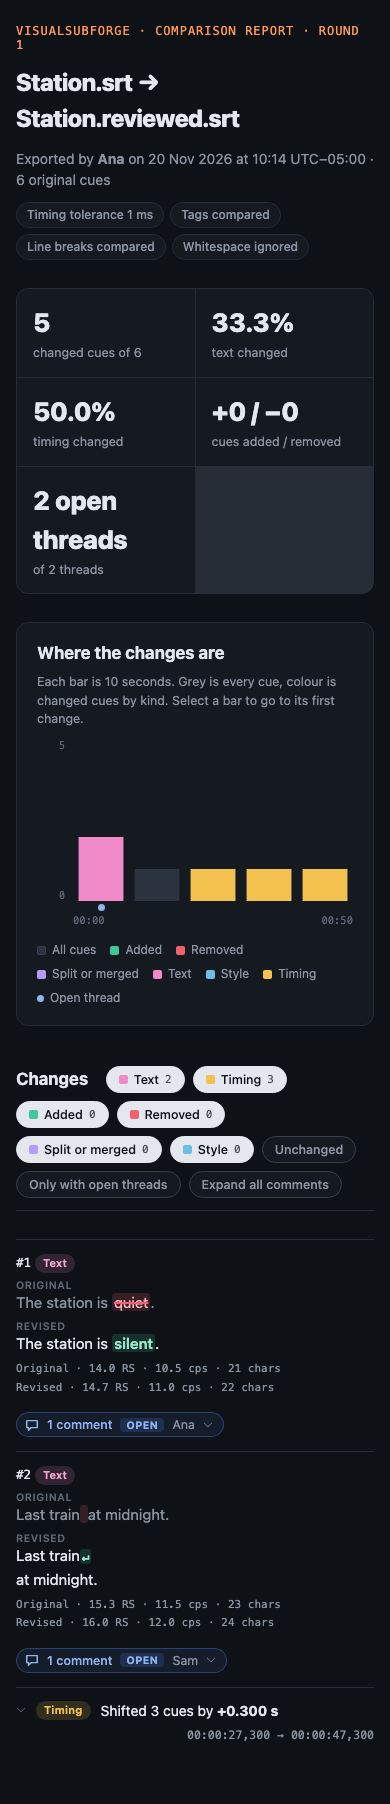 VISUALSUBFORGE · COMPARISON REPORT · ROUND
1
Station.srt →
Station.reviewed.srt
Exported by Ana on 20 Nov 2026 at 10:14 UTC−05:00 ·
6 original cues
Timing tolerance 1 ms
Tags compared
Line breaks compared
Whitespace ignored
5
changed cues of 6
33.3%
text changed
50.0%
timing changed
+0 / −0
cues added / removed
2 open
threads
of 2 threads
Where the changes are
Each bar is 10 seconds. Grey is every cue, colour is
changed cues by kind. Select a bar to go to its first
change.
5
0
00:00
00:50
All cues
Added
Removed
Split or merged
Text
Style
Timing
Open thread
Changes
Text 2
Timing 3
Added 0
Removed 0
Split or merged 0
Style 0
Unchanged
Only with open threads
Expand all comments
#1 Text
ORIGINAL
The station is quiet.
REVISED
The station is silent.
Original · 14.0 RS · 10.5 cps · 21 chars
Revised · 14.7 RS · 11.0 cps · 22 chars
1 comment OPEN Ana
#2 Text
ORIGINAL
Last train at midnight.
REVISED
Last train↵
at midnight.
Original · 15.3 RS · 11.5 cps · 23 chars
Revised · 16.0 RS · 12.0 cps · 24 chars
1 comment OPEN Sam
Timing Shifted 3 cues by +0.300 s
00:00:27,300 → 00:00:47,300